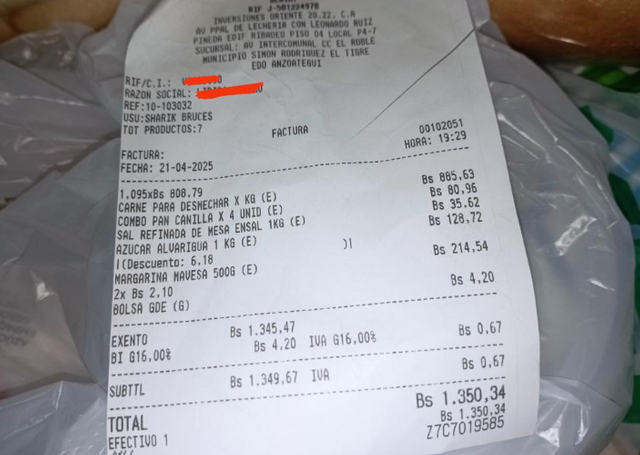 RIF J-501224978
INVERSIONES ORIENTE 20.22, C.A
AV PPAL DE LECHERIA CON LEONARDO RUIZ
PINEDA EDIF RIBADEO PISO 04 LOCAL P4-7
SUCURSAL: AV INTERCOMUNAL CC EL ROBLE
MUNICIPIO SIMON RODRIGUEZ EL TIGRE
EDO ANZOATEGUI
RIF/C.I.:
RAZON SOCIAL:
REF:10-103032
USU:SHARIK BRUCES
TOT PRODUCTOS:7
FACTURA
FACTURA: 00102051
FECHA: 21-04-2025 HORA: 19:29
1,095xBs 808,79
CARNE PARA DESMECHAR X KG (E) Bs 885,63
COMBO PAN CANILLA X 4 UNID (E) Bs 80,96
SAL REFINADA DE MESA ENSAL 1KG (E) Bs 35,62
AZUCAR ALVARIGUA 1 KG (E) Bs 128,72
)|
|(Descuento: 6,18
MARGARINA MAVESA 500G (E) Bs 214,54
2x Bs 2,10
BOLSA GDE (G) Bs 4,20
EXENTO Bs 1.345,47
BI G16,00% Bs 4,20 IVA G16,00% Bs 0,67
SUBTTL Bs 1.349,67 IVA Bs 0,67
TOTAL Bs 1.350,34
EFECTIVO 1 Bs 1.350,34
Z7C7019585